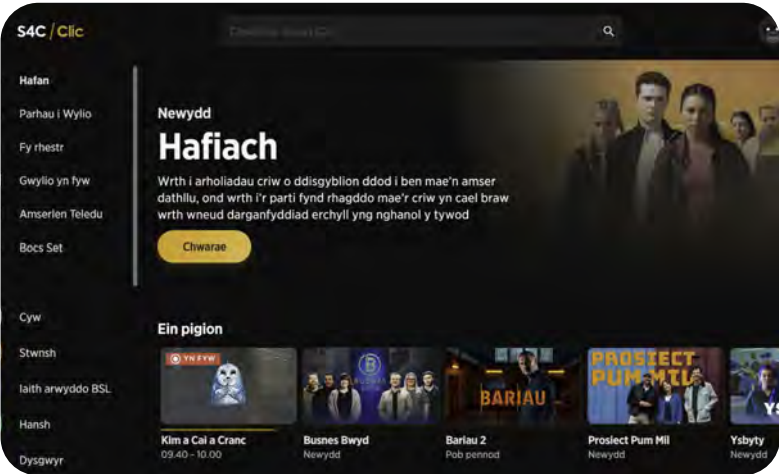 S4C / Clic
Hafan
Parhau i Wylio
Fy rhestr
Gwylio yn fyw
Amserlen Teledu
Bocs Set
Cyw
Stwnsh
Iaith arwyddo BSL
Hansh
Dysgwyr
Newydd
Hafiach
Wrth i arholiadau criw o ddisgyblion ddod i ben mae'n amser
dathllu, ond wrth i'r parti fynd rhagddo mae'r criw yn cael braw
wrth wneud darganfyddiad erchyll yng nghanol y tywod
Chwarae
Ein pigion
YN FYW
BARIAU
PROSIECT
PUM MIL
Kim a Cai a Cranc
09.40 - 10.00
Busnes Bwyd
Newydd
Bariau 2
Pob pennod
Prosiect Pum Mil
Newydd
Ysbyty
Newydd